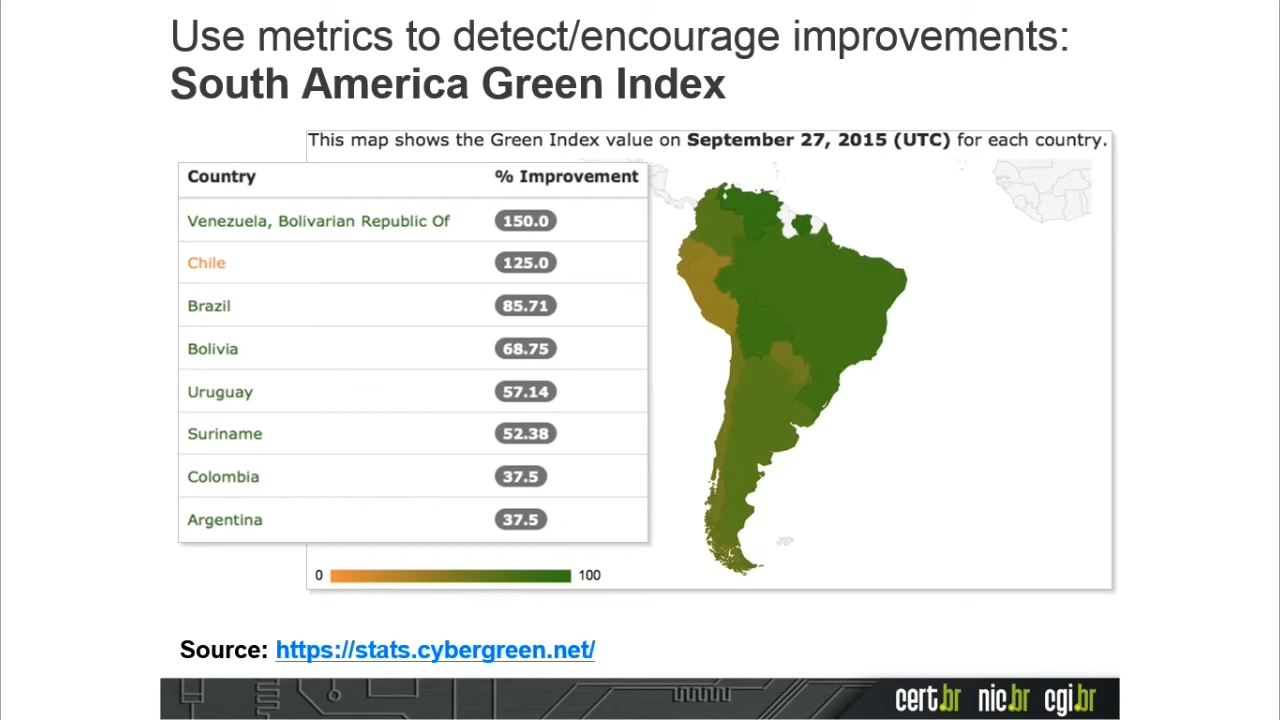 Use metrics to detect/encourage improvements:
South America Green Index
This map shows the Green Index value on September 27, 2015 (UTC) for each country.
Country % Improvement
Venezuela, Bolivarian Republic Of 150.0
Chile 125.0
Brazil 85.71
Bolivia 68.75
Uruguay 57.14
Suriname 52.38
Colombia 37.5
Argentina 37.5
0 100
Source: https://stats.cybergreen.net/
cert.br nic.br cgi.br